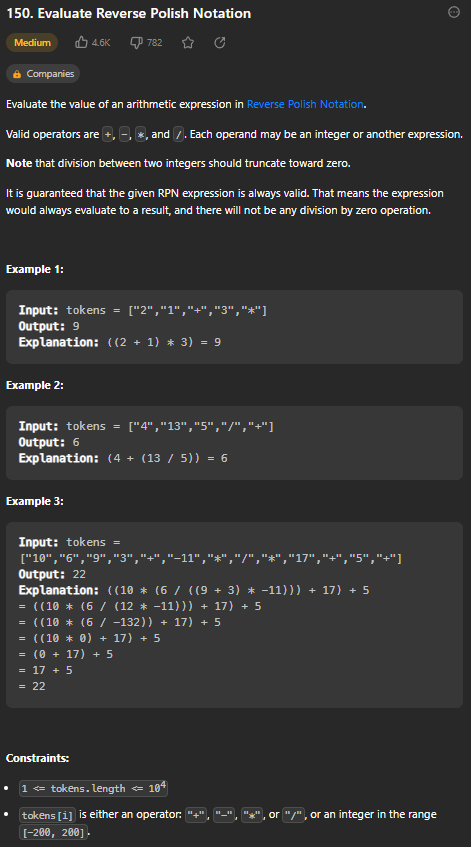 150. Evaluate Reverse Polish Notation
Medium 4.6K 782
Companies
Evaluate the value of an arithmetic expression in Reverse Polish Notation.
Valid operators are +, -, *, and /. Each operand may be an integer or another expression.
Note that division between two integers should truncate toward zero.
It is guaranteed that the given RPN expression is always valid. That means the expression
would always evaluate to a result, and there will not be any division by zero operation.
Example 1:
Input: tokens = ["2","1","+","3","*"]
Output: 9
Explanation: ((2 + 1) * 3) = 9
Example 2:
Input: tokens = ["4","13","5","/","+"]
Output: 6
Explanation: (4 + (13 / 5)) = 6
Example 3:
Input: tokens =
["10","6","9","3","+","-11","*","/","*","17","+","5","+"]
Output: 22
Explanation: ((10 * (6 / ((9 + 3) * -11))) + 17) + 5
= ((10 * (6 / (12 * -11))) + 17) + 5
= ((10 * (6 / -132)) + 17) + 5
= ((10 * 0) + 17) + 5
= (0 + 17) + 5
= 17 + 5
= 22
Constraints:
• 1 <= tokens.length <= 10⁴
• tokens[i] is either an operator: "+", "-", "*", or "/", or an integer in the range
[-200, 200].